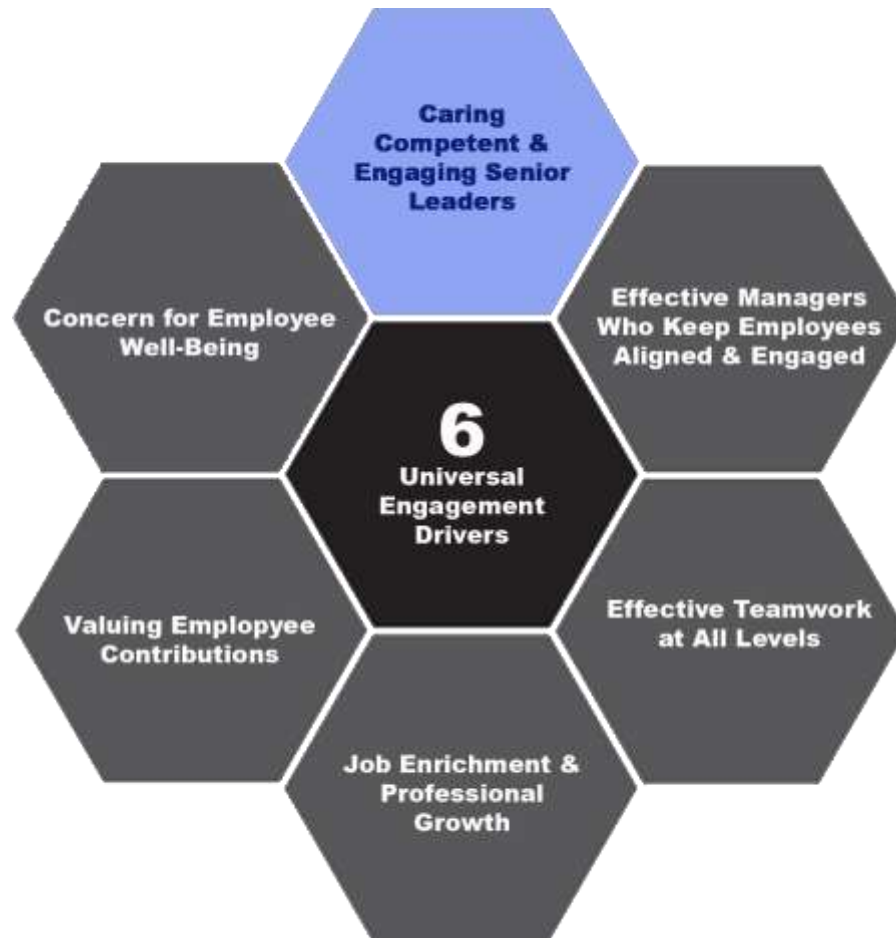 Caring
Competent &
Engaging Senior
Leaders
Effective Managers
Who Keep Employees
Aligned & Engaged
Effective Teamwork
at All Levels
Job Enrichment &
Professional
Growth
Valuing Emplopyee
Contributions
Concern for Employee
Well-Being
6
Universal
Engagement
Drivers